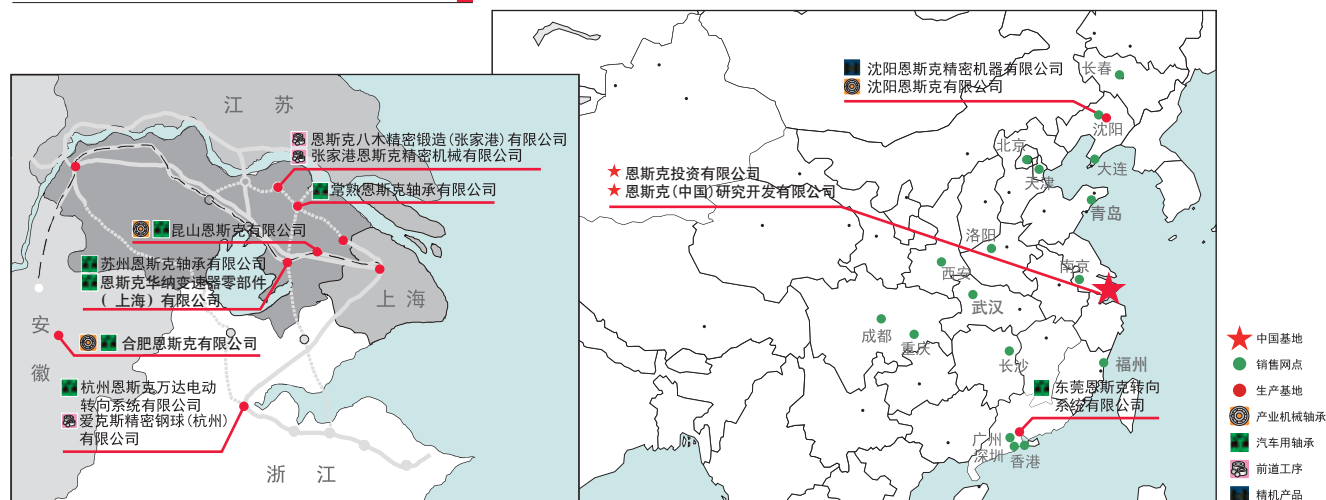 江 苏
恩斯克八木精密锻造(张家港)有限公司
张家港恩斯克精密机械有限公司
常熟恩斯克轴承有限公司
昆山恩斯克有限公司
苏州恩斯克轴承有限公司
恩斯克华纳变速器零部件
( 上海) 有限公司
上 海
安
徽
合肥恩斯克有限公司
杭州恩斯克万达电动
转向系统有限公司
爱克斯精密钢球(杭州)
有限公司
浙 江
沈阳恩斯克精密机器有限公司
沈阳恩斯克有限公司
长春
沈阳
北京
天津
大连
青岛
恩斯克投资有限公司
恩斯克(中国)研究开发有限公司
洛阳
西安
南京
武汉
成都
重庆
长沙
福州
东莞恩斯克转向
系统有限公司
广州
深圳
香港
中国基地
销售网点
生产基地
产业机械轴承
汽车用轴承
前道工序
精机产品